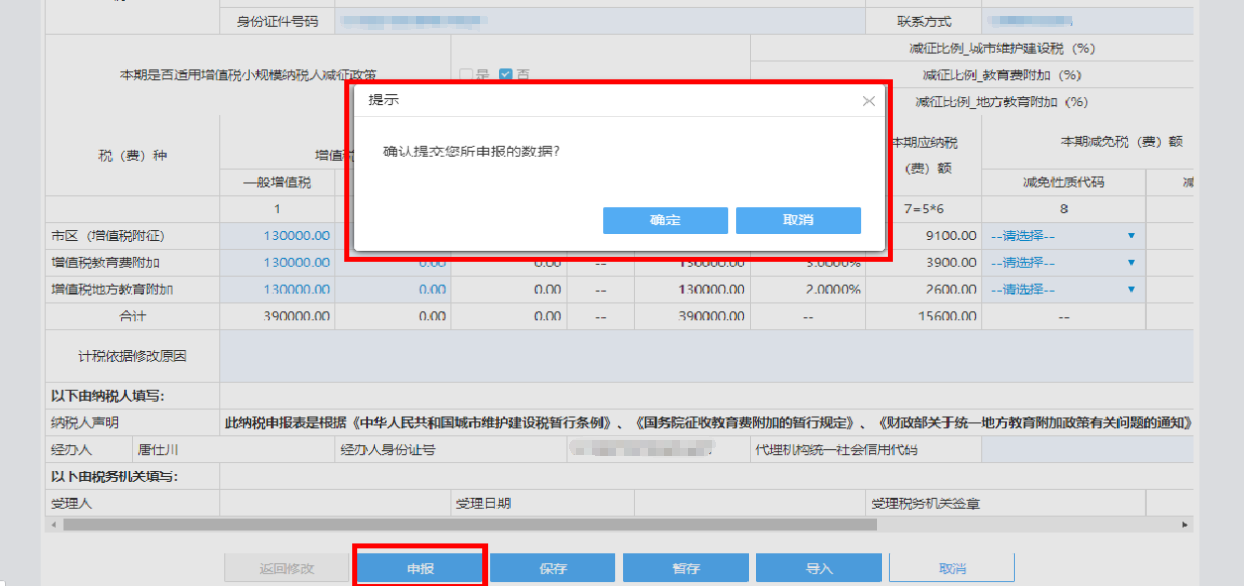 身份证件号码
联系方式
本期是否适用增值税小规模纳税人减征政策
是 否
减征比例_城市维护建设税（%）
减征比例_教育费附加（%）
减征比例_地方教育附加（%）
提示
确认提交您所申报的数据?
确定 取消
税（费）种
增值税
本期应纳税
（费）额
本期减免税（费）额
一般增值税
减免性质代码
1 7=5*6 8
市区（增值税附征） 130000.00 9100.00 --请选择--
增值税教育费附加 130000.00 0.00 0.00 -- 130000.00 3.0000% 3900.00 --请选择--
增值税地方教育附加 130000.00 0.00 0.00 -- 130000.00 2.0000% 2600.00 --请选择--
合计 390000.00 0.00 0.00 -- 390000.00 -- 15600.00 --
计税依据修改原因
以下由纳税人填写:
纳税人声明 此纳税申报表是根据《中华人民共和国城市维护建设税暂行条例》、《国务院征收教育费附加的暂行规定》、《财政部关于统一地方教育附加政策有关问题的通知》
经办人 唐仕川 经办人身份证号 代理机构统一社会信用代码
以下由税务机关填写:
受理人 受理日期 受理税务机关签章
返回修改 申报 保存 暂存 导入 取消